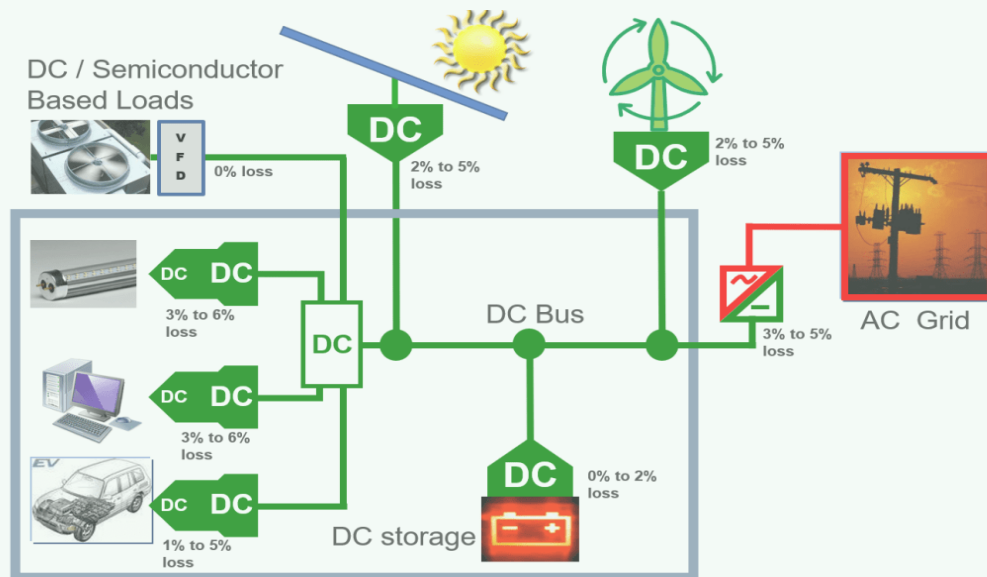 DC / Semiconductor
Based Loads
V
F
D
0% loss
DC
2% to 5%
loss
DC
2% to 5%
loss
DC DC
3% to 6%
loss
DC
DC Bus
3% to 5%
loss
AC Grid
DC DC
3% to 6%
loss
EV
DC DC
1% to 5%
loss
DC
0% to 2%
loss
DC storage